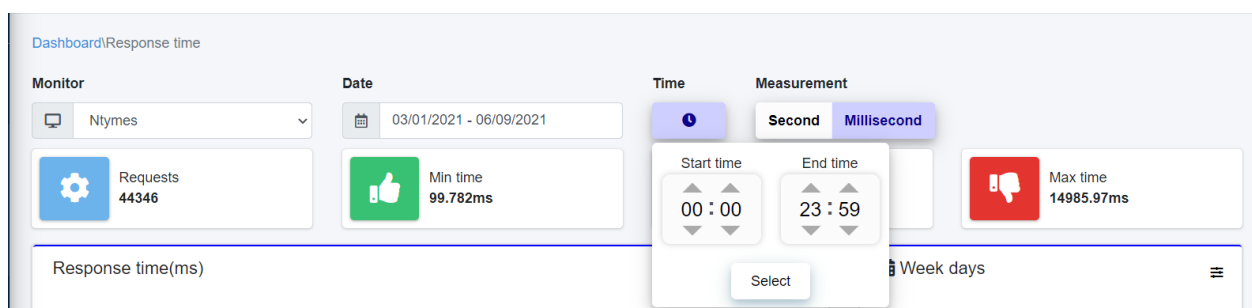 Dashboard\Response time
Monitor Date Time Measurement
Ntymes 03/01/2021 - 06/09/2021 Second Millisecond
Start time End time
Requests
44346
Min time
99.782ms
Max time
14985.97ms
00 : 00 23 : 59
Select
Response time(ms) Week days